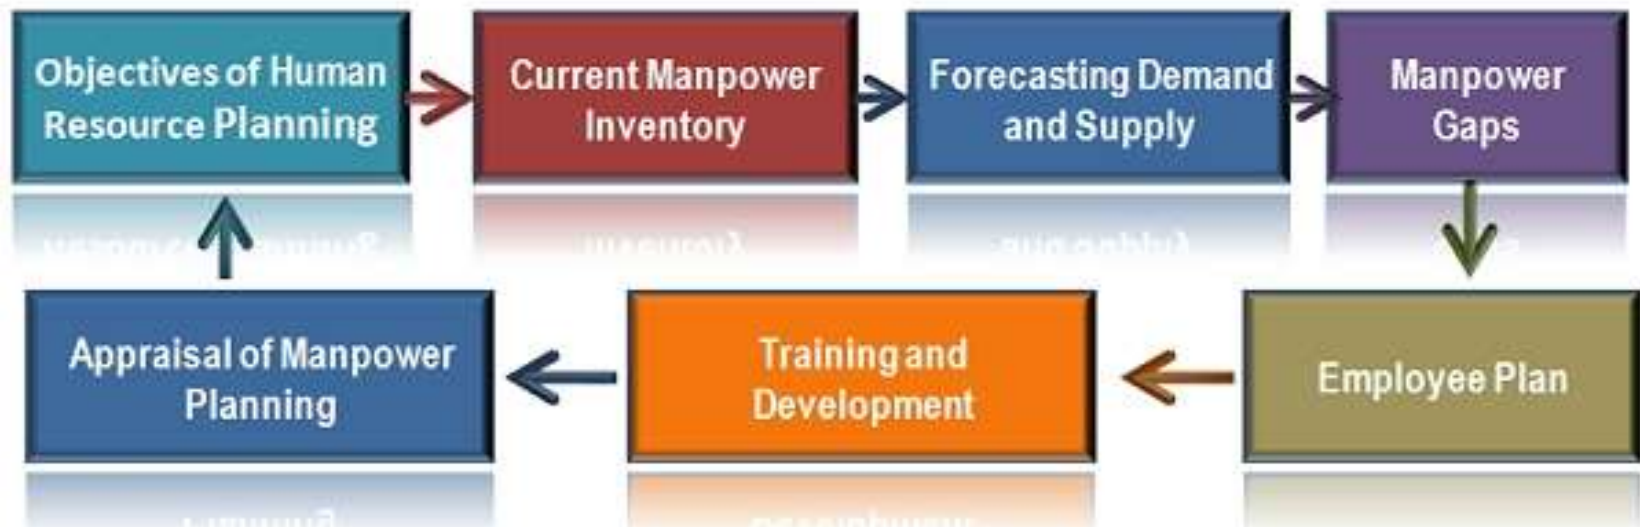 Objectives of Human
Resource Planning
Current Manpower
Inventory
Forecasting Demand
and Supply
Manpower
Gaps
Employee Plan
Training and
Development
Appraisal of Manpower
Planning